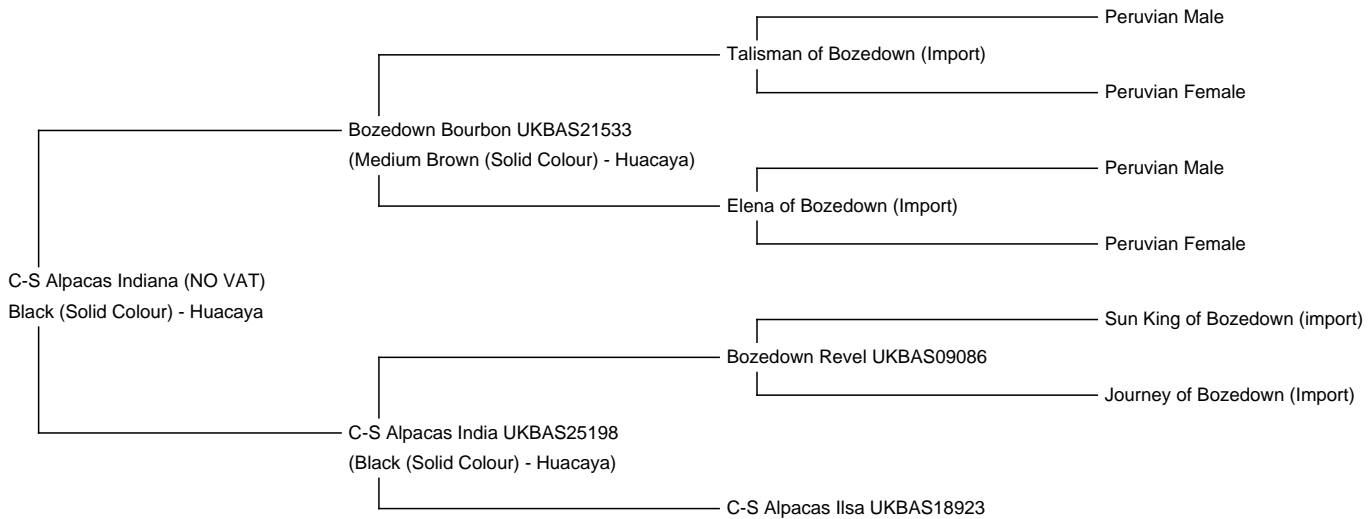 Peruvian Male
Talisman of Bozedown (Import)
Peruvian Female
Bozedown Bourbon UKBAS21533
(Medium Brown (Solid Colour) - Huacaya)
Peruvian Male
Elena of Bozedown (Import)
Peruvian Female
C-S Alpacas Indiana (NO VAT)
Black (Solid Colour) - Huacaya
Sun King of Bozedown (import)
Bozedown Revel UKBAS09086
Journey of Bozedown (Import)
C-S Alpacas India UKBAS25198
(Black (Solid Colour) - Huacaya)
C-S Alpacas Ilsa UKBAS18923